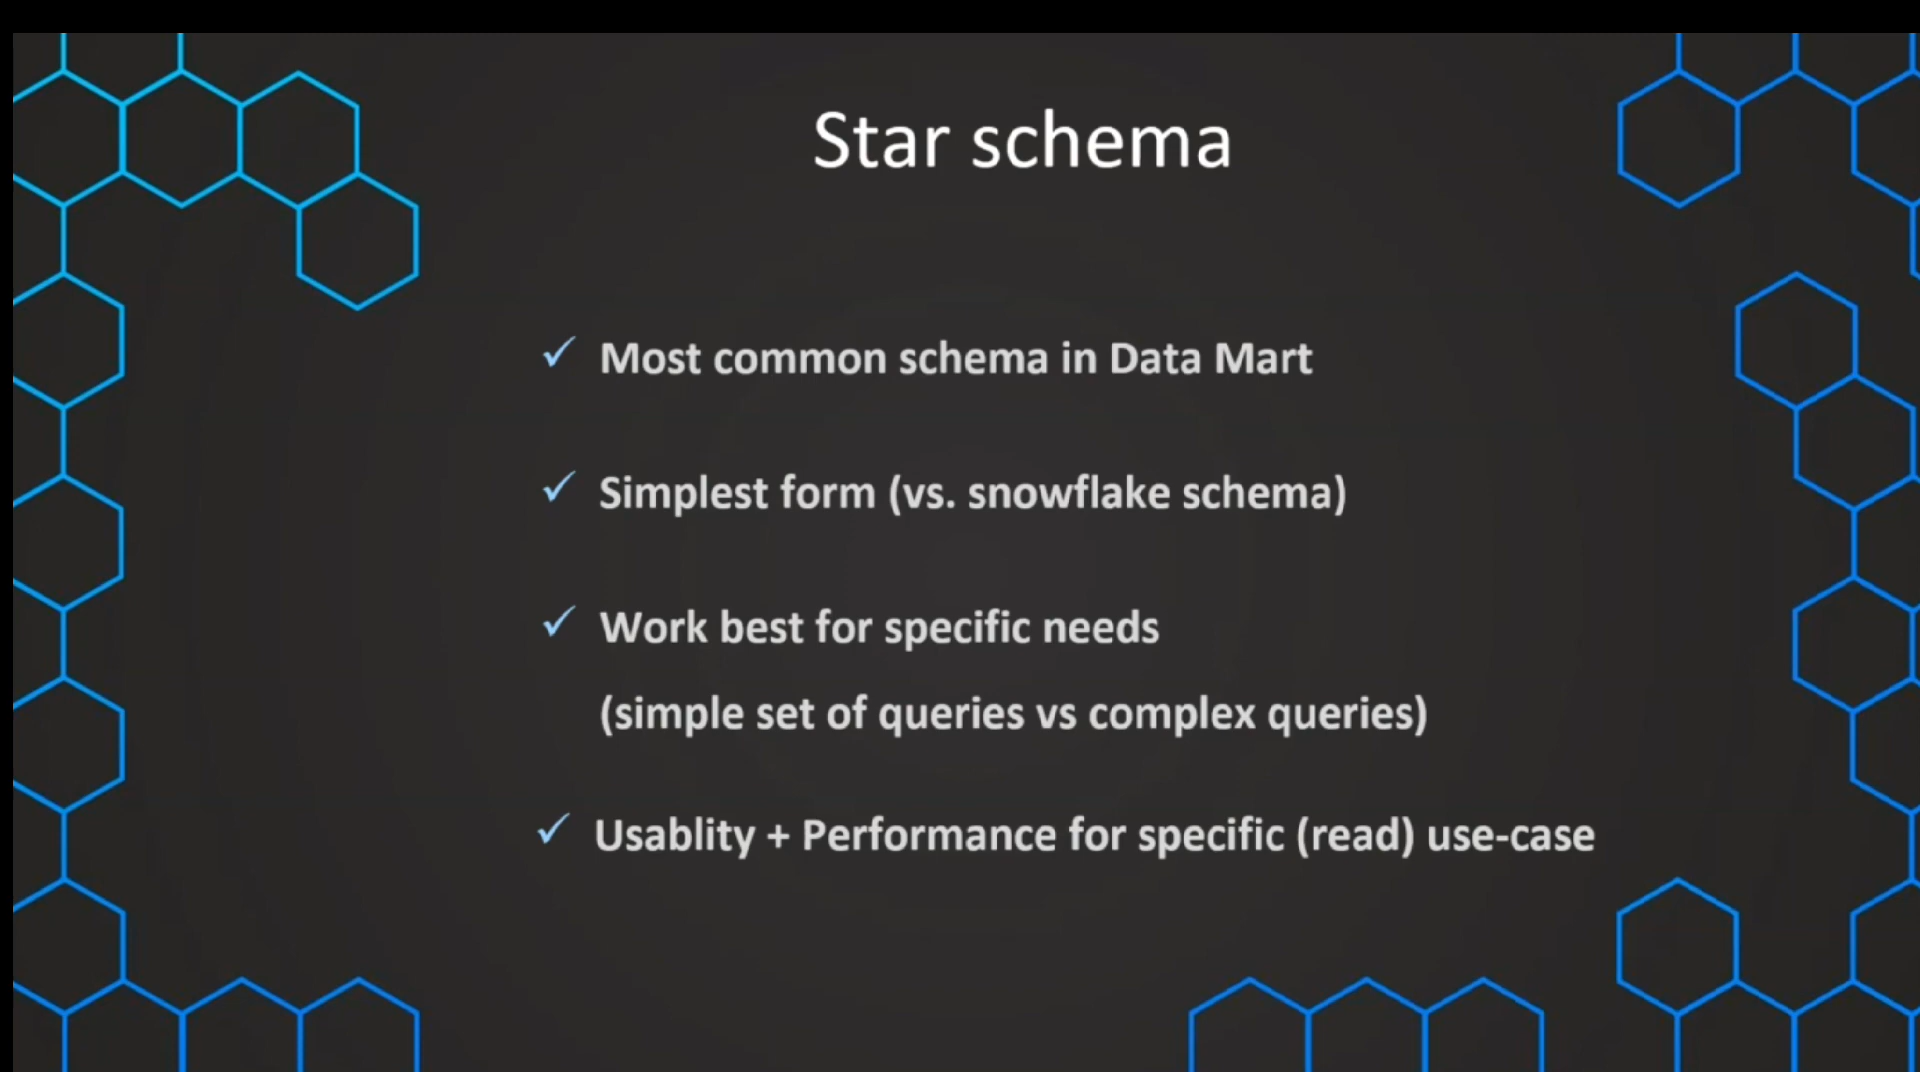 Star schema
✓ Most common schema in Data Mart
✓ Simplest form (vs. snowflake schema)
✓ Work best for specific needs
(simple set of queries vs complex queries)
✓ Usablity + Performance for specific (read) use-case